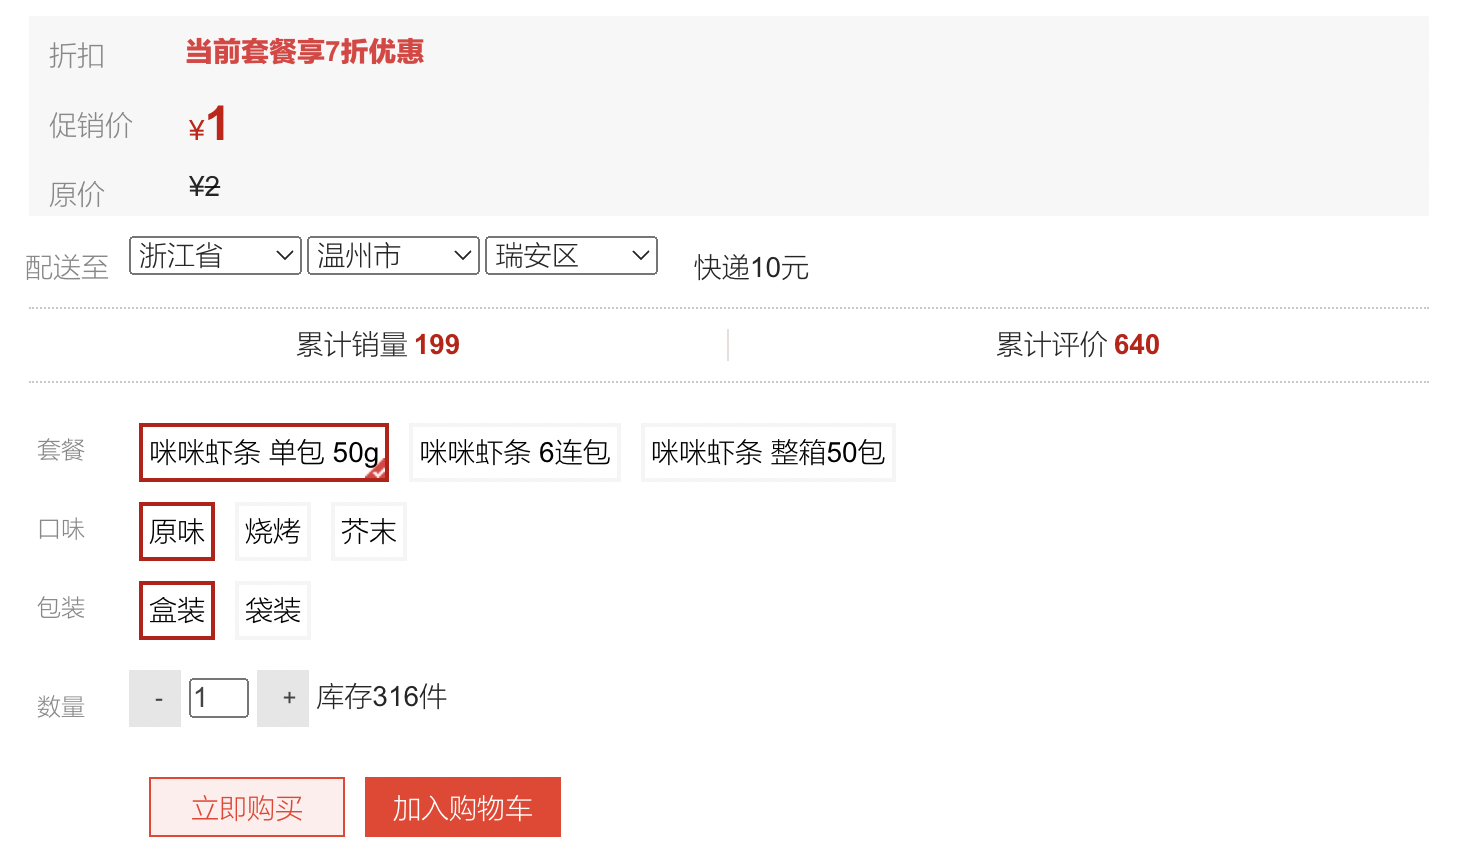 折扣 当前套餐享7折优惠
促销价 ¥1
原价 ¥2
配送至 浙江省 温州市 瑞安区 快递10元
累计销量 199 累计评价 640
套餐 咪咪虾条 单包 50g 咪咪虾条 6连包 咪咪虾条 整箱50包
口味 原味 烧烤 芥末
包装 盒装 袋装
数量 - 1 + 库存316件
立即购买 加入购物车